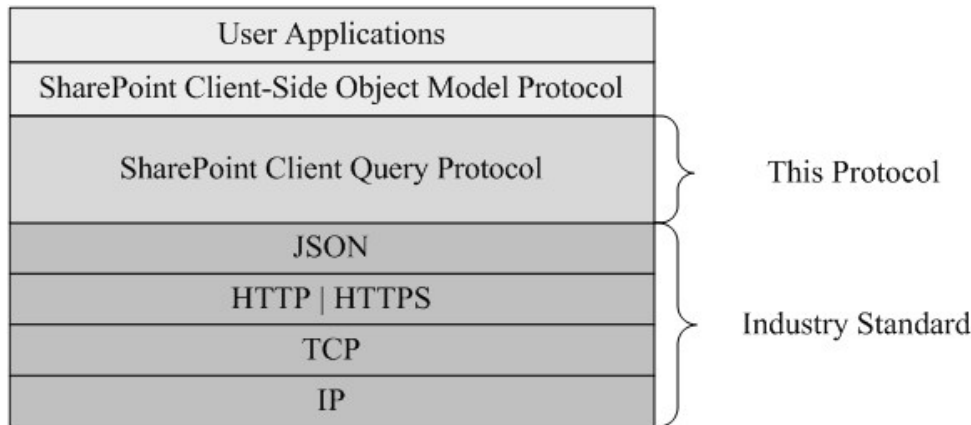 User Applications
SharePoint Client-Side Object Model Protocol
SharePoint Client Query Protocol
This Protocol
JSON
HTTP | HTTPS
TCP
IP
Industry Standard